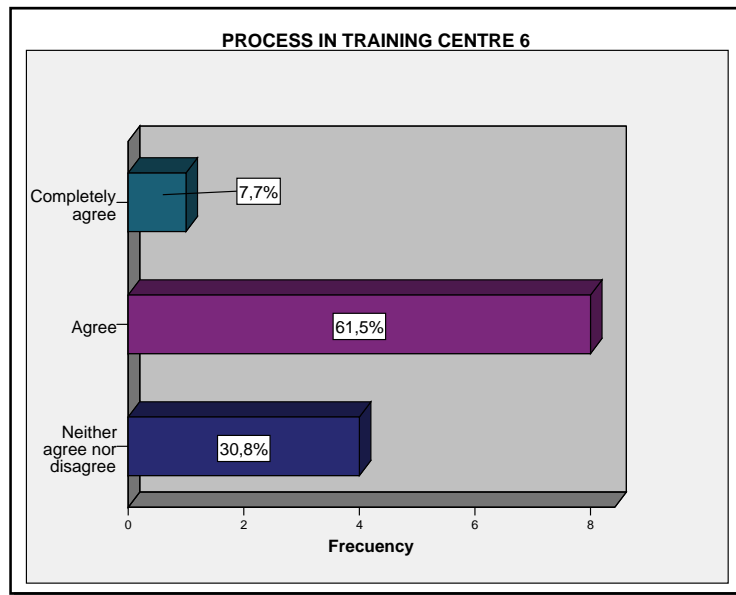 PROCESS IN TRAINING CENTRE 6
Completely
agree
7,7%
Agree
61,5%
Neither
agree nor
disagree
30,8%
0 2 4 6 8
Frecuency